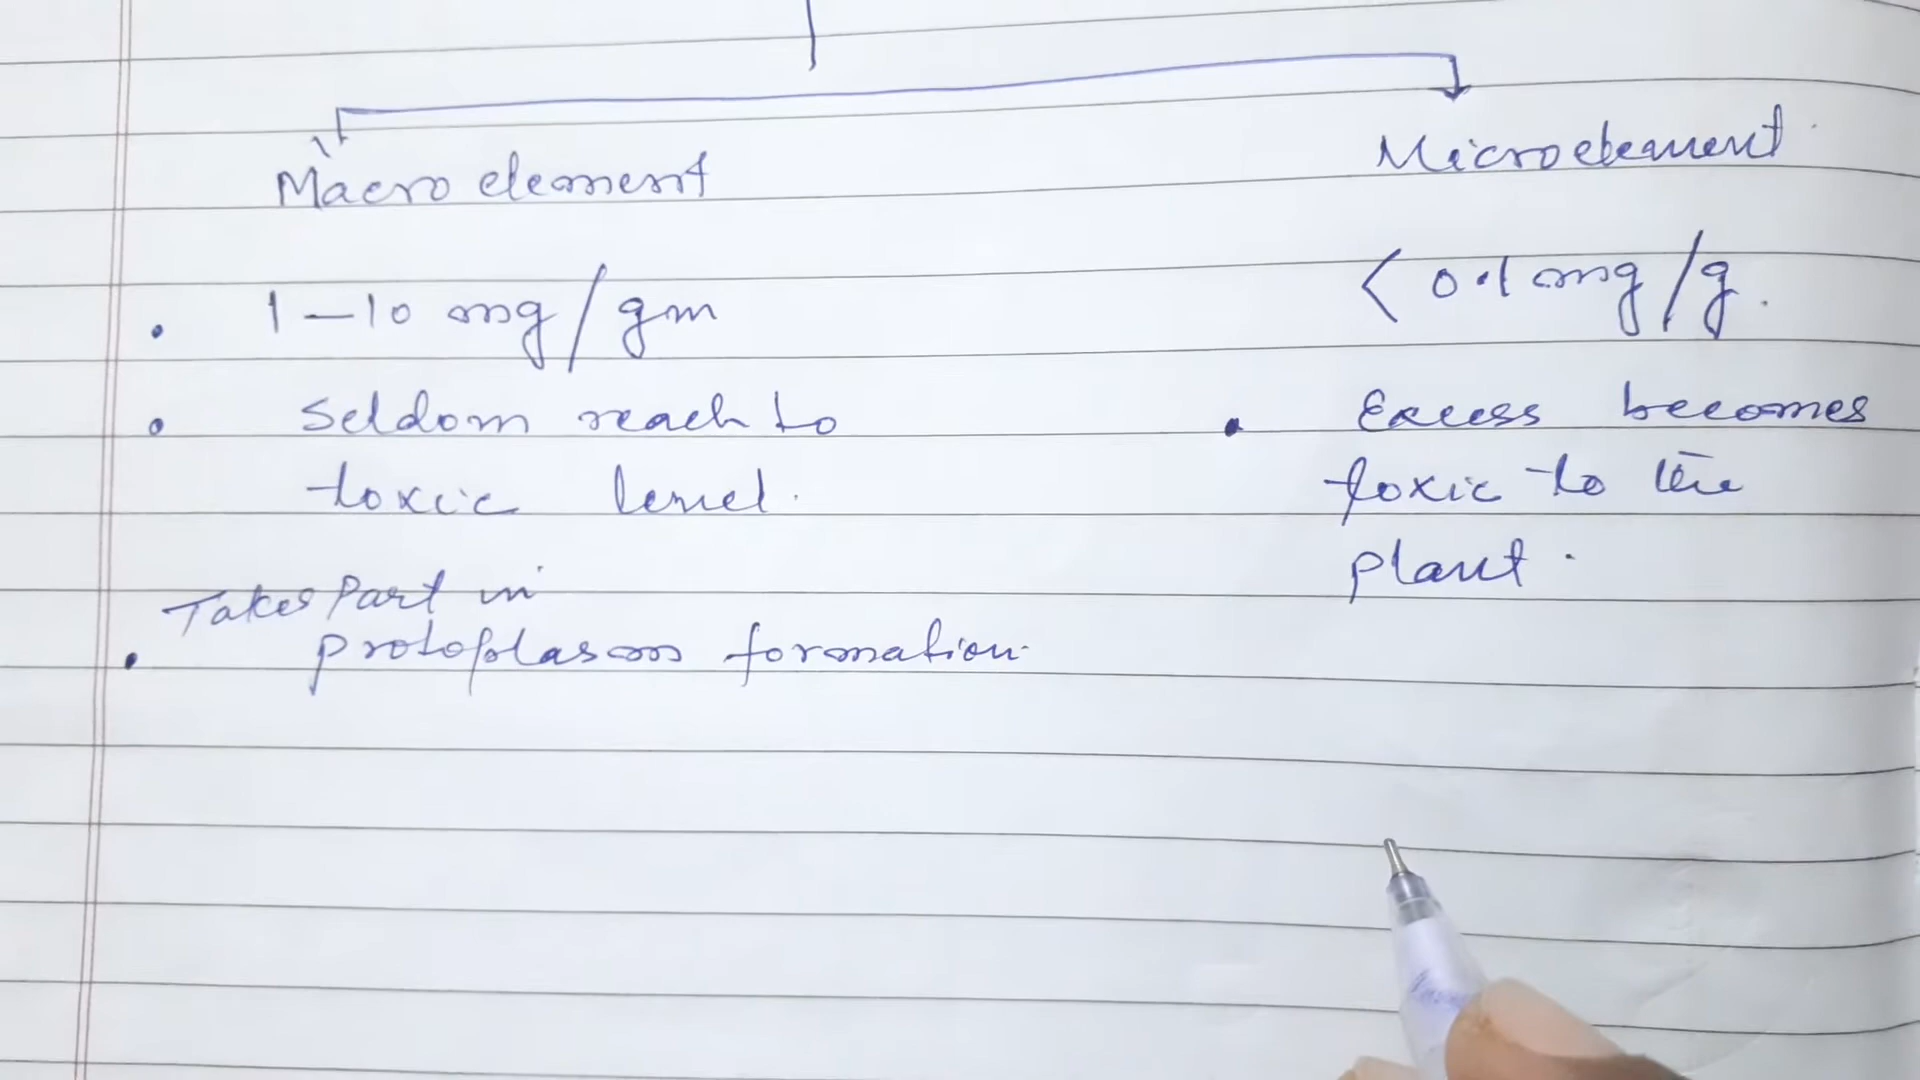 Macro element
Microelement
1-10 mg/gm
< 0.1 mg/g.
• Seldom reach to
toxic level.
• Excess becomes
toxic to the
plant.
Takes Part in
• protoplasm formation.